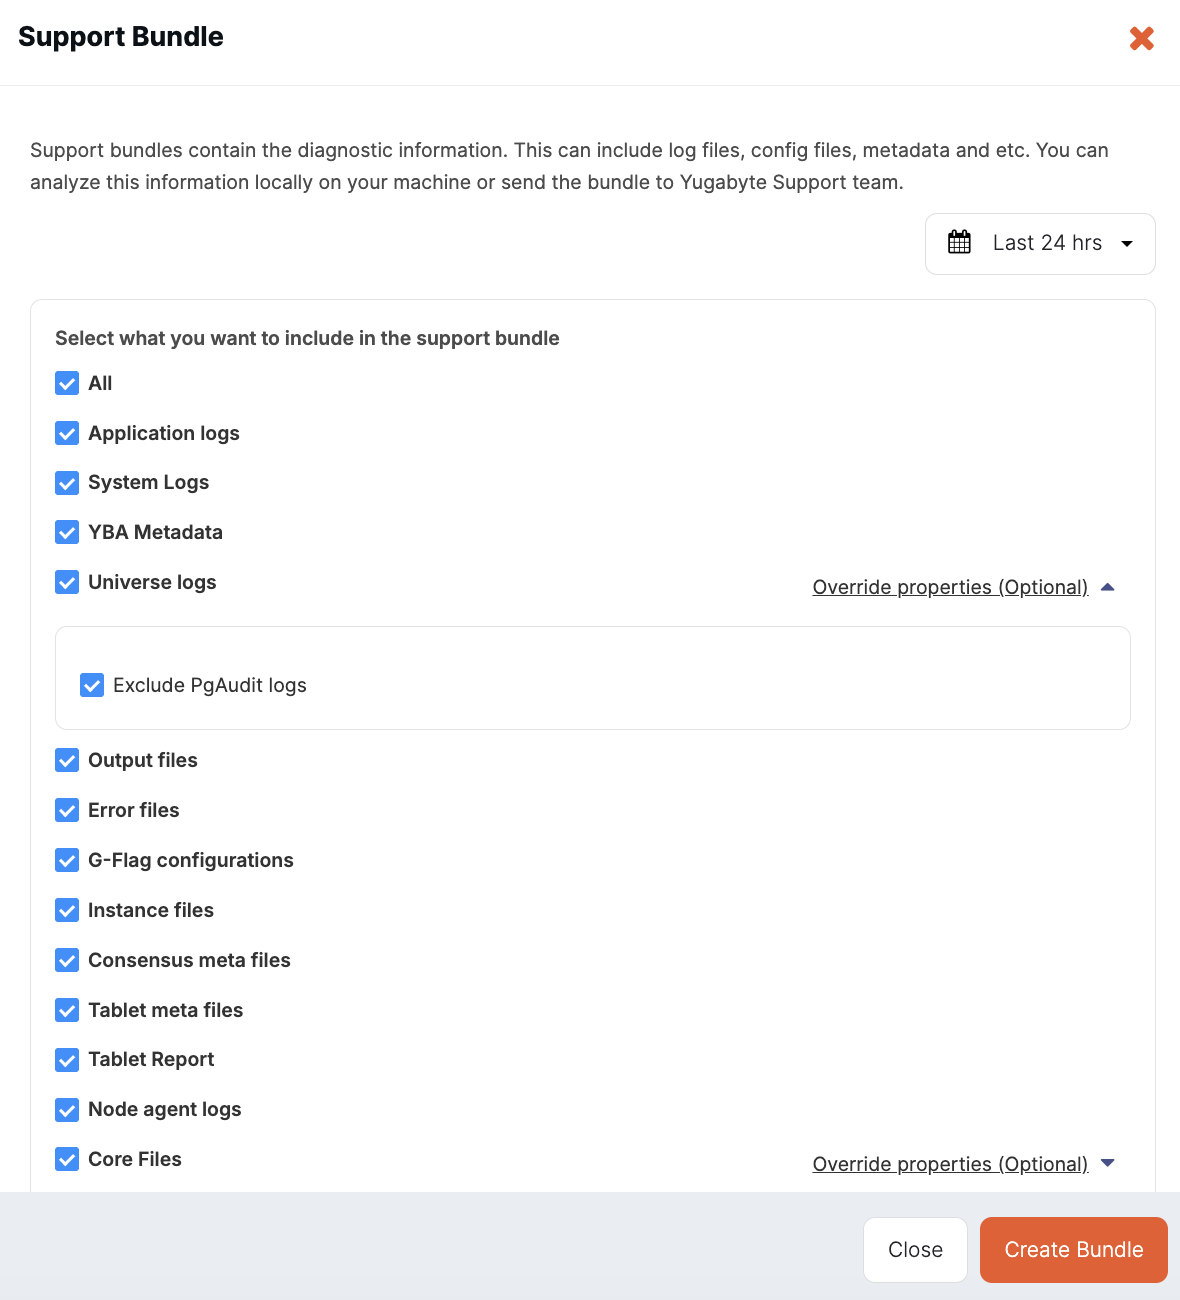 Support Bundle
Support bundles contain the diagnostic information. This can include log files, config files, metadata and etc. You can
analyze this information locally on your machine or send the bundle to Yugabyte Support team.
Last 24 hrs
Select what you want to include in the support bundle
All
Application logs
System Logs
YBA Metadata
Universe logs
Override properties (Optional)
Exclude PgAudit logs
Output files
Error files
G-Flag configurations
Instance files
Consensus meta files
Tablet meta files
Tablet Report
Node agent logs
Core Files
Override properties (Optional)
Close
Create Bundle